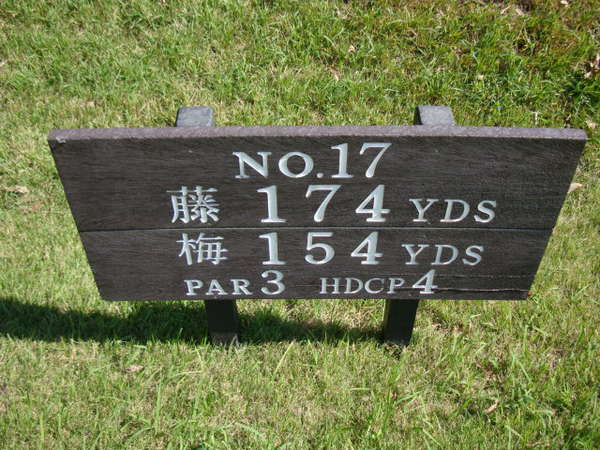 NO.17
藤 174 YDS
梅 154 YDS
PAR 3 HDCP 4